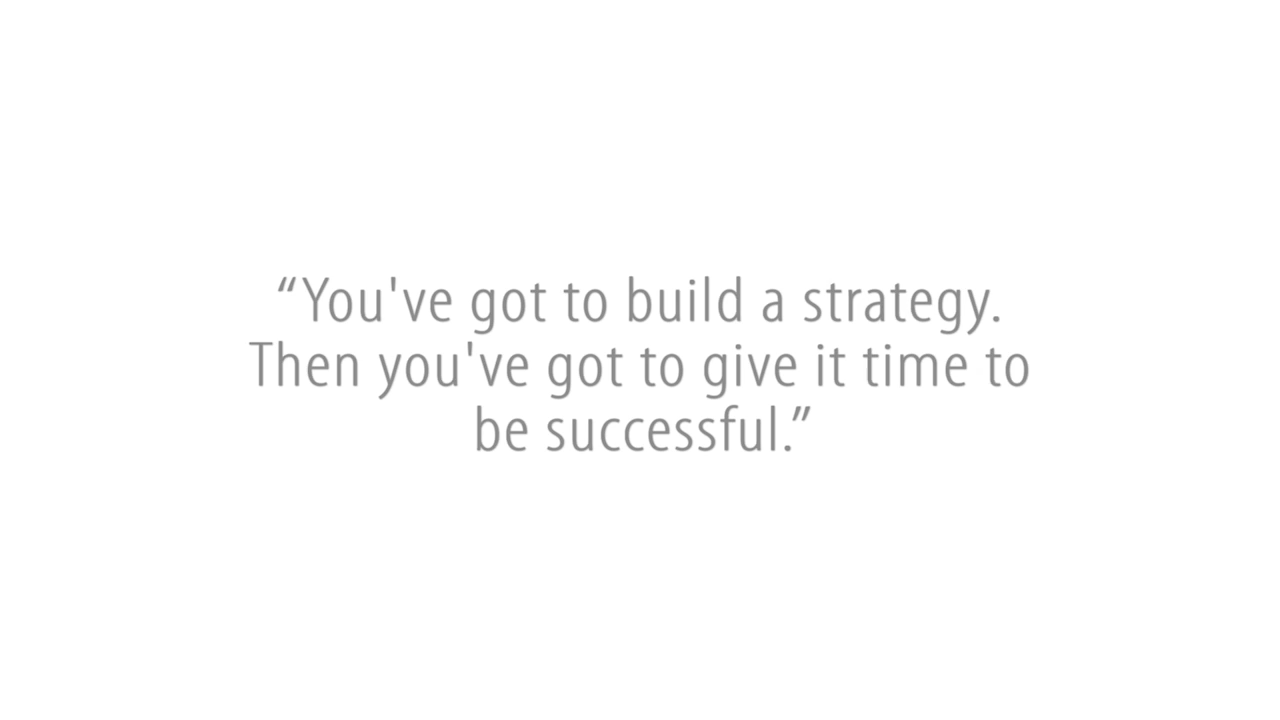 “You've got to build a strategy.
Then you've got to give it time to
be successful.”